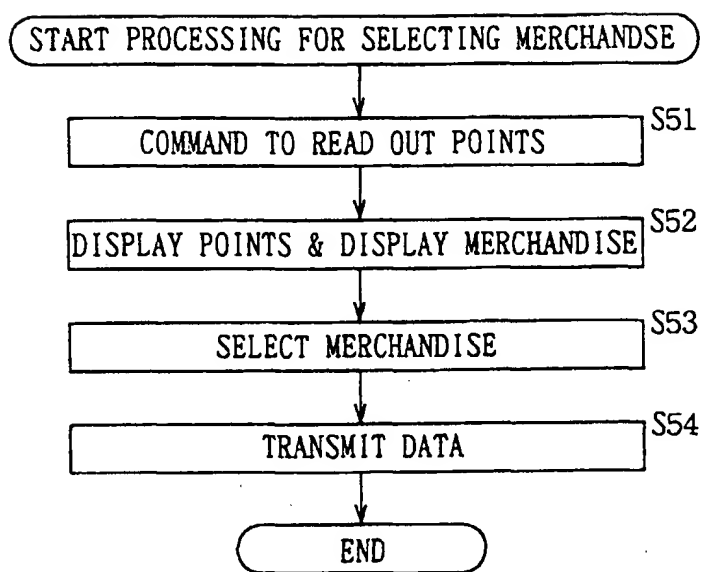 START PROCESSING FOR SELECTING MERCHANDSE
S51
COMMAND TO READ OUT POINTS
S52
DISPLAY POINTS & DISPLAY MERCHANDISE
S53
SELECT MERCHANDISE
S54
TRANSMIT DATA
END